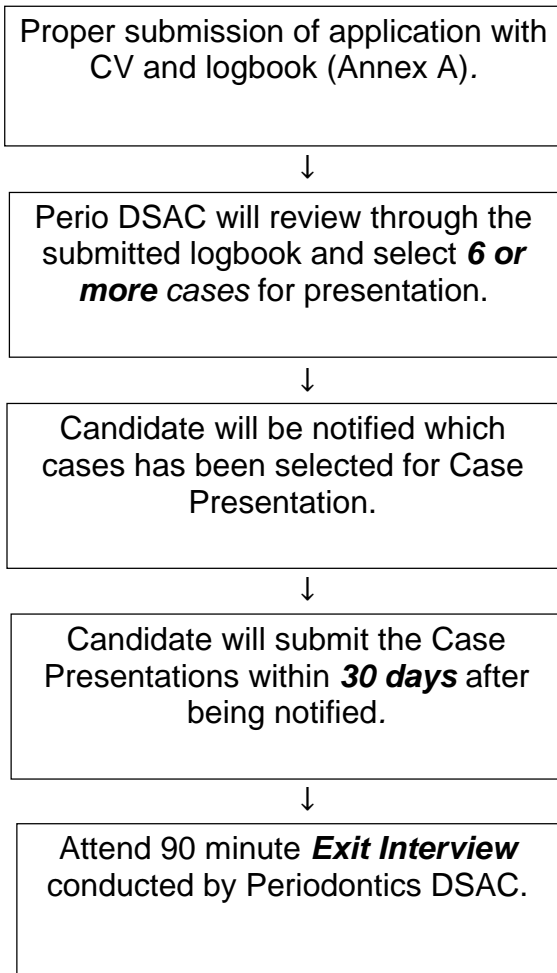 Proper submission of application with
CV and logbook (Annex A).
↓
Perio DSAC will review through the
submitted logbook and select 6 or
more cases for presentation.
↓
Candidate will be notified which
cases has been selected for Case
Presentation.
↓
Candidate will submit the Case
Presentations within 30 days after
being notified.
↓
Attend 90 minute Exit Interview
conducted by Periodontics DSAC.